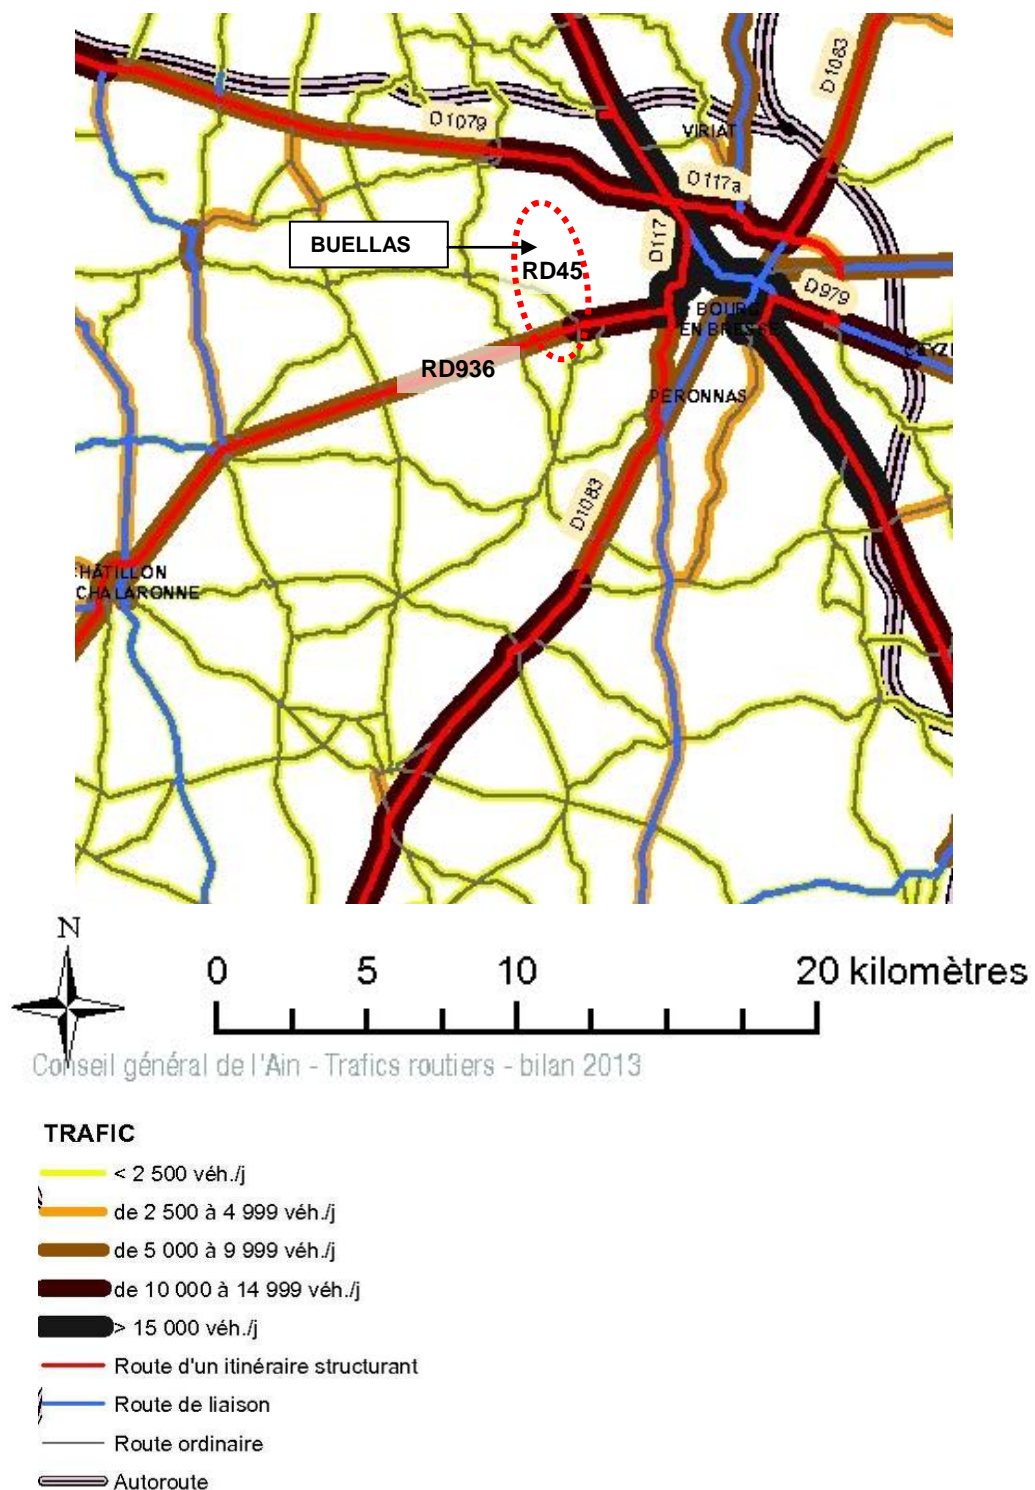 D1083
D1079
VIRIAT
D117a
BUELLAS
D117
RD45
D979
BOURG
EN BRESSE
RD936
PERONNAS
D1083
CHALARONNE
N
0 5 10 20 kilomètres
Conseil général de l'Ain - Trafics routiers - bilan 2013
TRAFIC
< 2 500 véh./j
de 2 500 à 4 999 véh./j
de 5 000 à 9 999 véh./j
de 10 000 à 14 999 véh./j
> 15 000 véh./j
Route d'un itinéraire structurant
Route de liaison
Route ordinaire
Autoroute